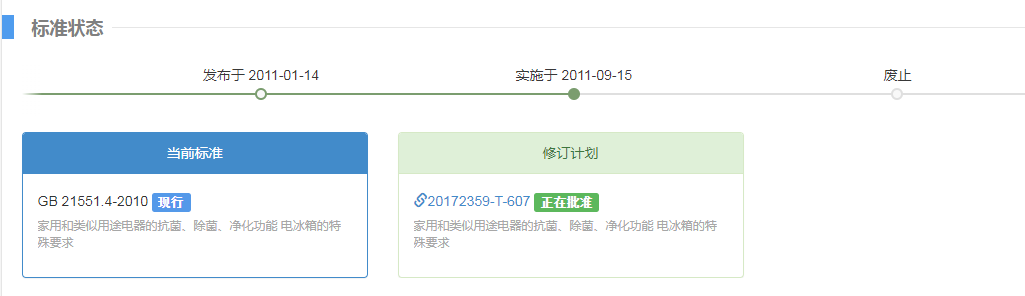 标准状态
发布于 2011-01-14
实施于 2011-09-15
废止
当前标准
GB 21551.4-2010 现行
家用和类似用途电器的抗菌、除菌、净化功能 电冰箱的特
殊要求
修订计划
20172359-T-607 正在批准
家用和类似用途电器的抗菌、除菌、净化功能 电冰箱的特
殊要求